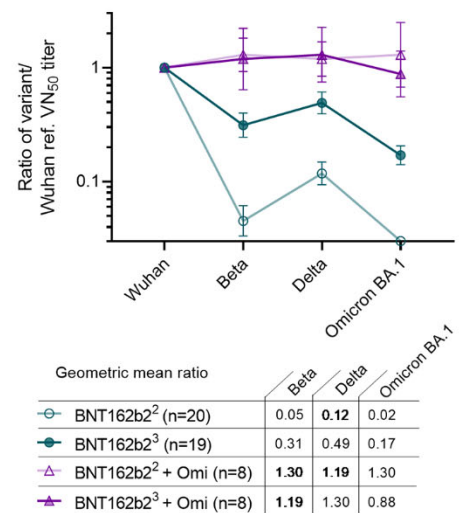 Ratio of variant/
Wuhan ref. VN50 titer
1
0.1
Wuhan
Beta
Delta
Omicron BA.1
Geometric mean ratio
Beta
Delta
Omicron BA.1
BNT162b2² (n=20) 0.05 0.12 0.02
BNT162b2³ (n=19) 0.31 0.49 0.17
BNT162b2² + Omi (n=8) 1.30 1.19 1.30
BNT162b2³ + Omi (n=8) 1.19 1.30 0.88